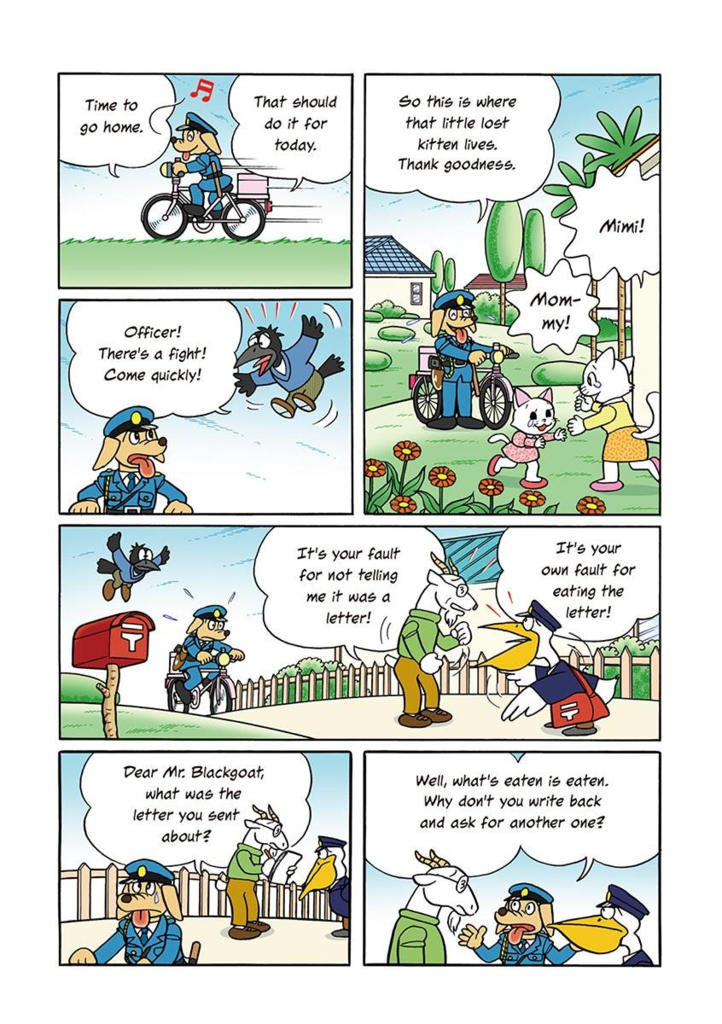 So this is where
that little lost
kitten lives.
Thank goodness.
Mimi!
Mom-
my!
That should
do it for
today.
Time to
go home.
Officer!
There's a fight!
Come quickly!
It's your
own fault for
eating the
letter!
It's your fault
for not telling
me it was a
letter!
Well, what's eaten is eaten.
Why don't you write back
and ask for another one?
Dear Mr. Blackgoat,
what was the
letter you sent
about?